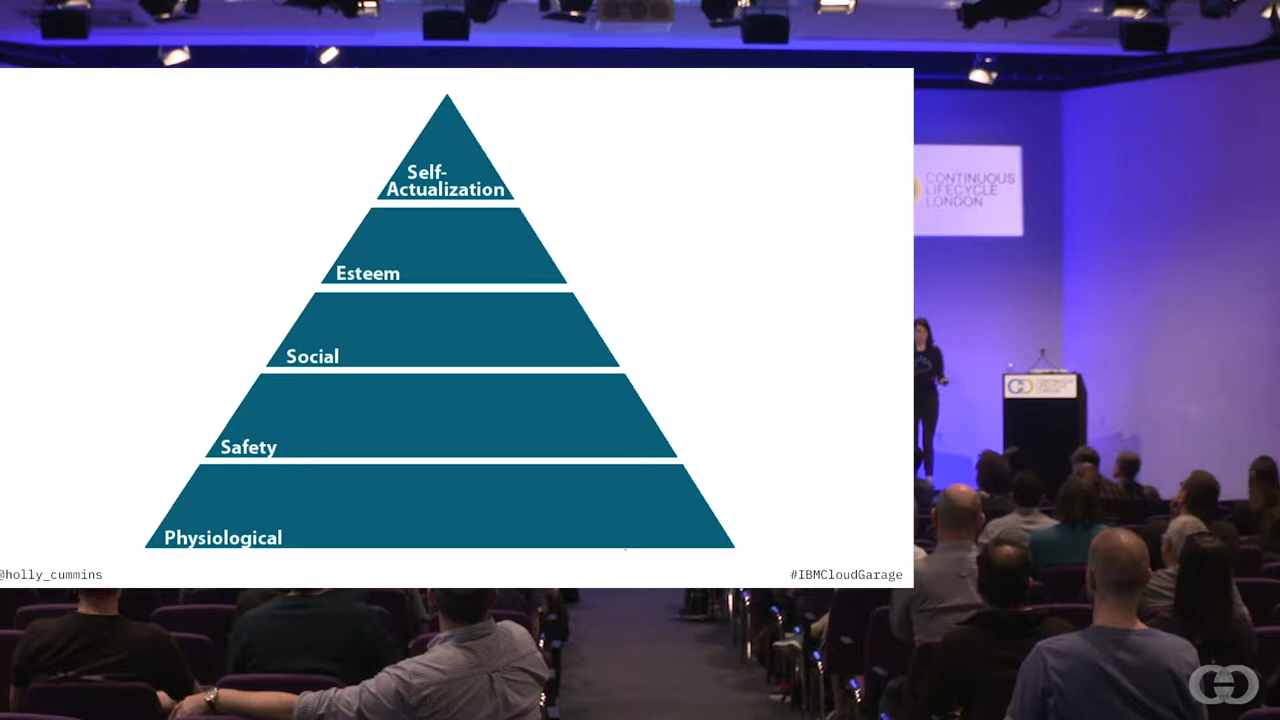 Self-
Actualization
Esteem
Social
Safety
Physiological
@holly_cummins
#IBMCloudGarage
CONTINUOUS
LIFECYCLE
LONDON